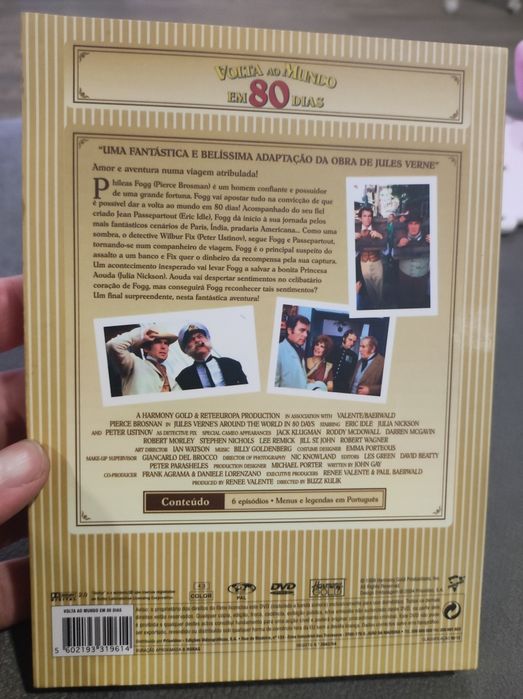 VOLTA AO MUNDO
EM 80 DIAS
"UMA FANTÁSTICA E BELÍSSIMA ADAPTAÇÃO DA OBRA DE JULES VERNE"
Amor e aventura numa viagem atribulada!
Phileas Fogg (Pierce Brosman) é um homem confiante e possuidor
de uma grande fortuna. Fogg vai apostar tudo na convicção de que
é possível dar a volta ao mundo em 80 dias! Acompanhado do seu fiel
criado Jean Passepartout (Eric Idle), Fogg dá início à sua jornada pelos
mais fantásticos cenários de Paris, Índia, pradaria Americana... Como uma
sombra, o detective Wilbur Fix (Peter Ustinov), segue Fogg e Passepartout,
tornando-se num companheiro de viagem. Fogg é o principal suspeito do
assalto a um banco e Fix quer o dinheiro da recompensa pela sua captura.
Um acontecimento inesperado vai levar Fogg a salvar a bonita Princesa
Aouda (Julia Nickson). Aouda vai despertar sentimentos no celibatário
coração de Fogg, mas conseguirá Fogg reconhecer tais sentimentos?
Um final surpreendente, nesta fantástica aventura!
A HARMONY GOLD & RETEEUROPA PRODUCTION IN ASSOCIATION WITH VALENTE/BAERWALD
PIERCE BROSNAN IN JULES VERNE'S AROUND THE WORLD IN 80 DAYS STARRING ERIC IDLE JULIA NICKSON
AND PETER USTINOV AS DETECTIVE FIX SPECIAL CAMEO APPEARANCES JACK KLUGMAN RODDY MCDOWALL DARREN MCGAVIN
ROBERT MORLEY STEPHEN NICHOLS LEE REMICK JILL ST JOHN ROBERT WAGNER
ART DIRECTOR IAN WATSON MUSIC BILLY GOLDENBERG COSTUME DESIGNER EMMA PORTEOUS
MAKE-UP SUPERVISOR GIANCARLO DEL BROCCO DIRECTOR OF PHOTOGRAPHY NIC KNOWLAND EDITORS LES GREEN DAVID BEATTY
PETER PARASHELES PRODUCTION DESIGNER MICHAEL PORTER WRITTEN BY JOHN GAY
CO-PRODUCER FRANK AGRAMA & DANIELE LORENZANO EXECUTIVE PRODUCERS RENEE VALENTE & PAUL BAERWALD
PRODUCED BY RENEE VALENTE DIRECTED BY BUZZ KULIK
Conteúdo 6 episódios • Menus e legendas em Português
2.0 4:3 COLOR PAL DVD Harmony GOLD
VOLTA AO MUNDO EM 80 DIAS
5 602193 319614